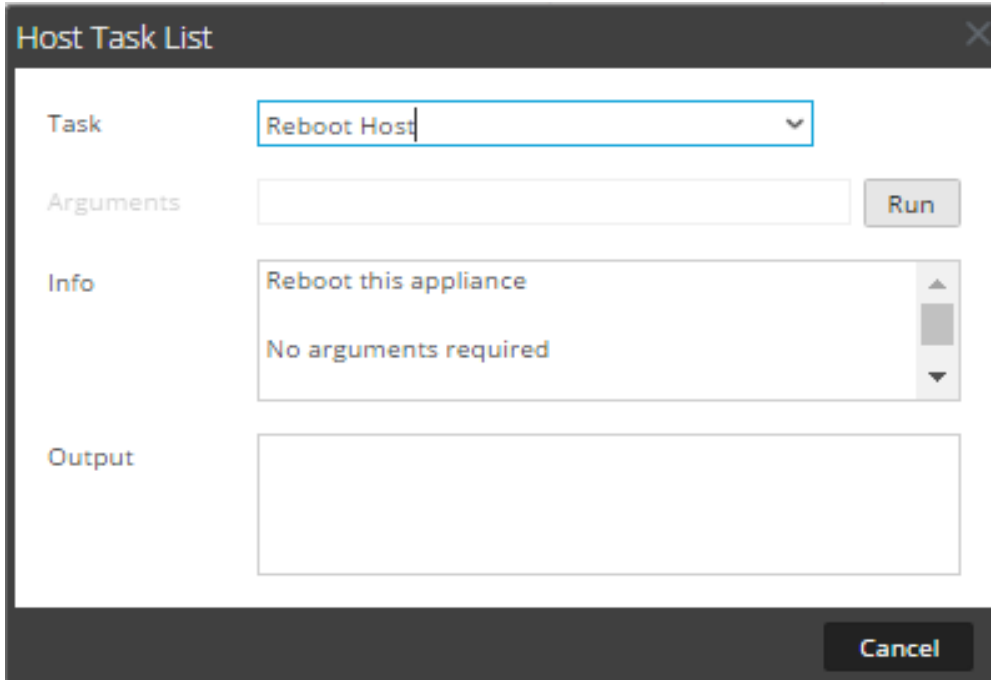 Host Task List
Task
Reboot Host
Arguments
Run
Info
Reboot this appliance
No arguments required
Output
Cancel